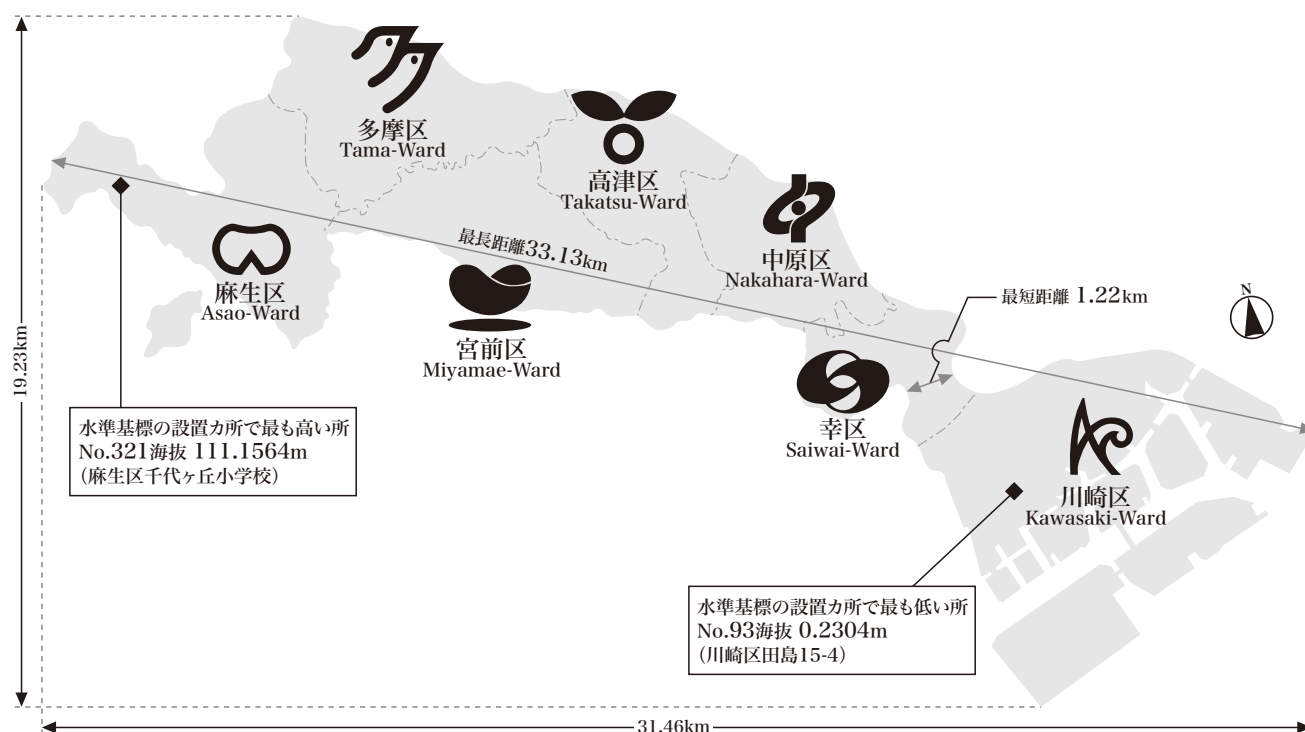 多摩区
Tama-Ward
高津区
Takatsu-Ward
中原区
Nakahara-Ward
最長距離33.13km
麻生区
Asao-Ward
宮前区
Miyamae-Ward
最短距離 1.22km
N
幸区
Saiwai-Ward
川崎区
Kawasaki-Ward
19.23km
水準基標の設置カ所で最も高い所
No.321海抜 111.1564m
(麻生区千代ヶ丘小学校)
水準基標の設置カ所で最も低い所
No.93海抜 0.2304m
(川崎区田島15-4)
31.46km